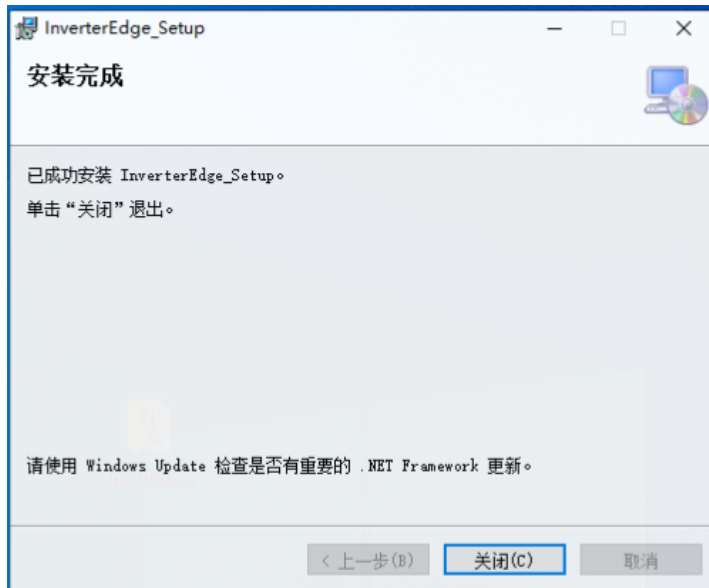 InverterEdge_Setup
安装完成
已成功安装 InverterEdge_Setup。
单击“关闭”退出。
请使用 Windows Update 检查是否有重要的 .NET Framework 更新。
< 上一步(B) 关闭(C) 取消